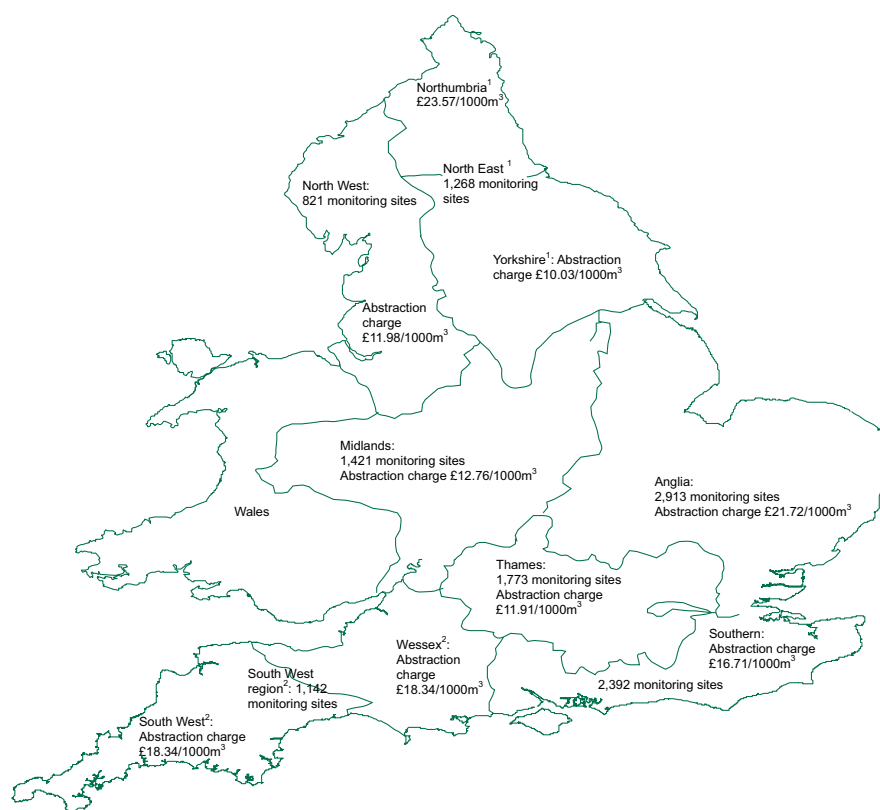 Northumbria¹
£23.57/1000m³
North East ¹
1,268 monitoring
sites
North West:
821 monitoring sites
Yorkshire¹: Abstraction
charge £10.03/1000m³
Abstraction
charge
£11.98/1000m³
Midlands:
1,421 monitoring sites
Abstraction charge £12.76/1000m³
Anglia:
2,913 monitoring sites
Abstraction charge £21.72/1000m³
Wales
Thames:
1,773 monitoring sites
Abstraction charge
£11.91/1000m³
Southern:
Abstraction charge
£16.71/1000m³
2,392 monitoring sites
Wessex²:
Abstraction
charge
£18.34/1000m³
South West
region²: 1,142
monitoring sites
South West²:
Abstraction charge
£18.34/1000m³